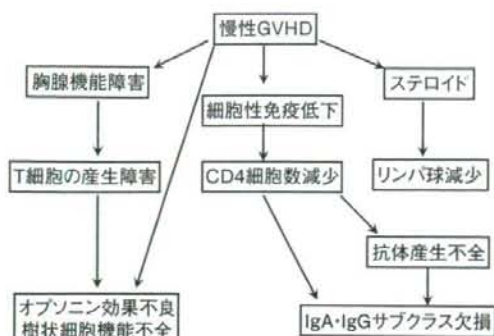 慢性GVHD
胸腺機能障害
ステロイド
細胞性免疫低下
T細胞の産生障害
CD4細胞数減少
リンパ球減少
抗体産生不全
オプソニン効果不良
樹状細胞機能不全
IgA・IgGサブクラス欠損